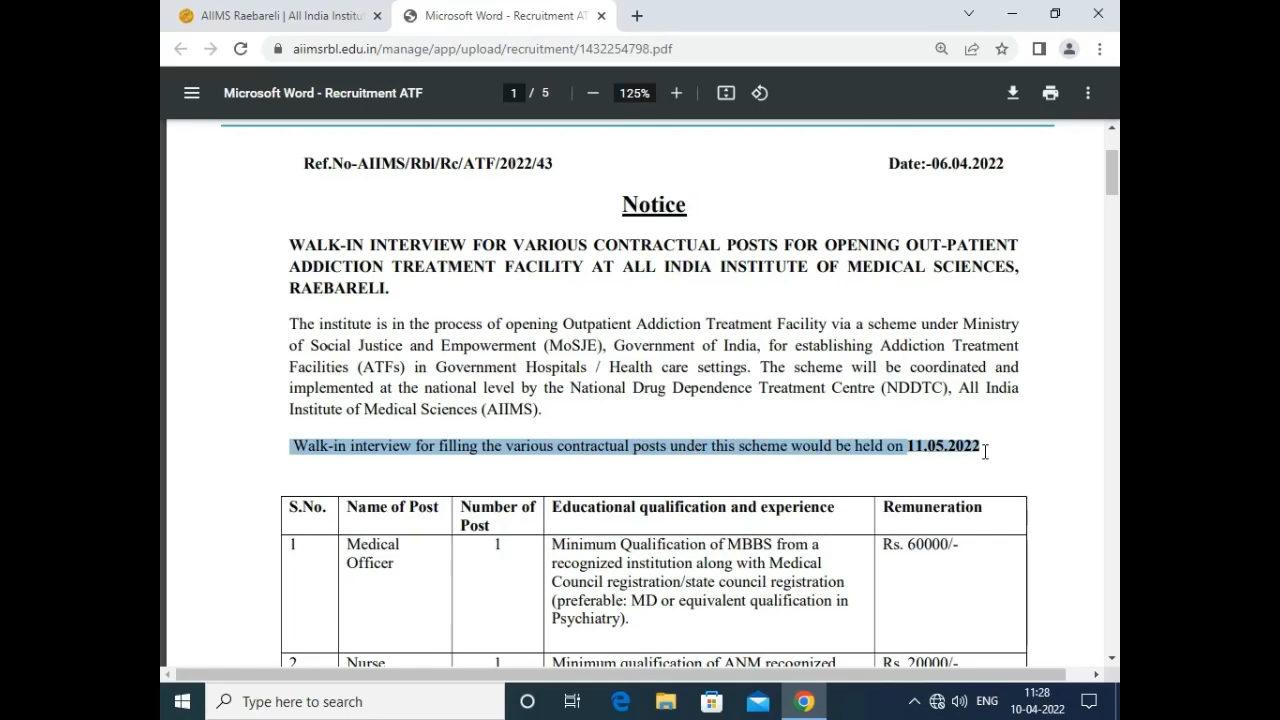 AIIMS Raebareli | All India Institu
Microsoft Word - Recruitment AT
aiimsrbl.edu.in/manage/app/upload/recruitment/1432254798.pdf
Microsoft Word - Recruitment ATF
1 / 5
125%
Ref.No-AIIMS/Rbl/Rc/ATF/2022/43
Date:-06.04.2022
Notice
WALK-IN INTERVIEW FOR VARIOUS CONTRACTUAL POSTS FOR OPENING OUT-PATIENT
ADDICTION TREATMENT FACILITY AT ALL INDIA INSTITUTE OF MEDICAL SCIENCES,
RAEBARELI.
The institute is in the process of opening Outpatient Addiction Treatment Facility via a scheme under Ministry
of Social Justice and Empowerment (MoSJE), Government of India, for establishing Addiction Treatment
Facilities (ATFs) in Government Hospitals / Health care settings. The scheme will be coordinated and
implemented at the national level by the National Drug Dependence Treatment Centre (NDDTC), All India
Institute of Medical Sciences (AIIMS).
Walk-in interview for filling the various contractual posts under this scheme would be held on 11.05.2022
S.No.
Name of Post
Number of
Post
Educational qualification and experience
Remuneration
1
Medical
Officer
1
Minimum Qualification of MBBS from a
recognized institution along with Medical
Council registration/state council registration
(preferable: MD or equivalent qualification in
Psychiatry).
Rs. 60000/-
2
Nurse
1
Minimum qualification of ANM recognized
Rs. 20000/-
Type here to search
ENG
11:28
10-04-2022